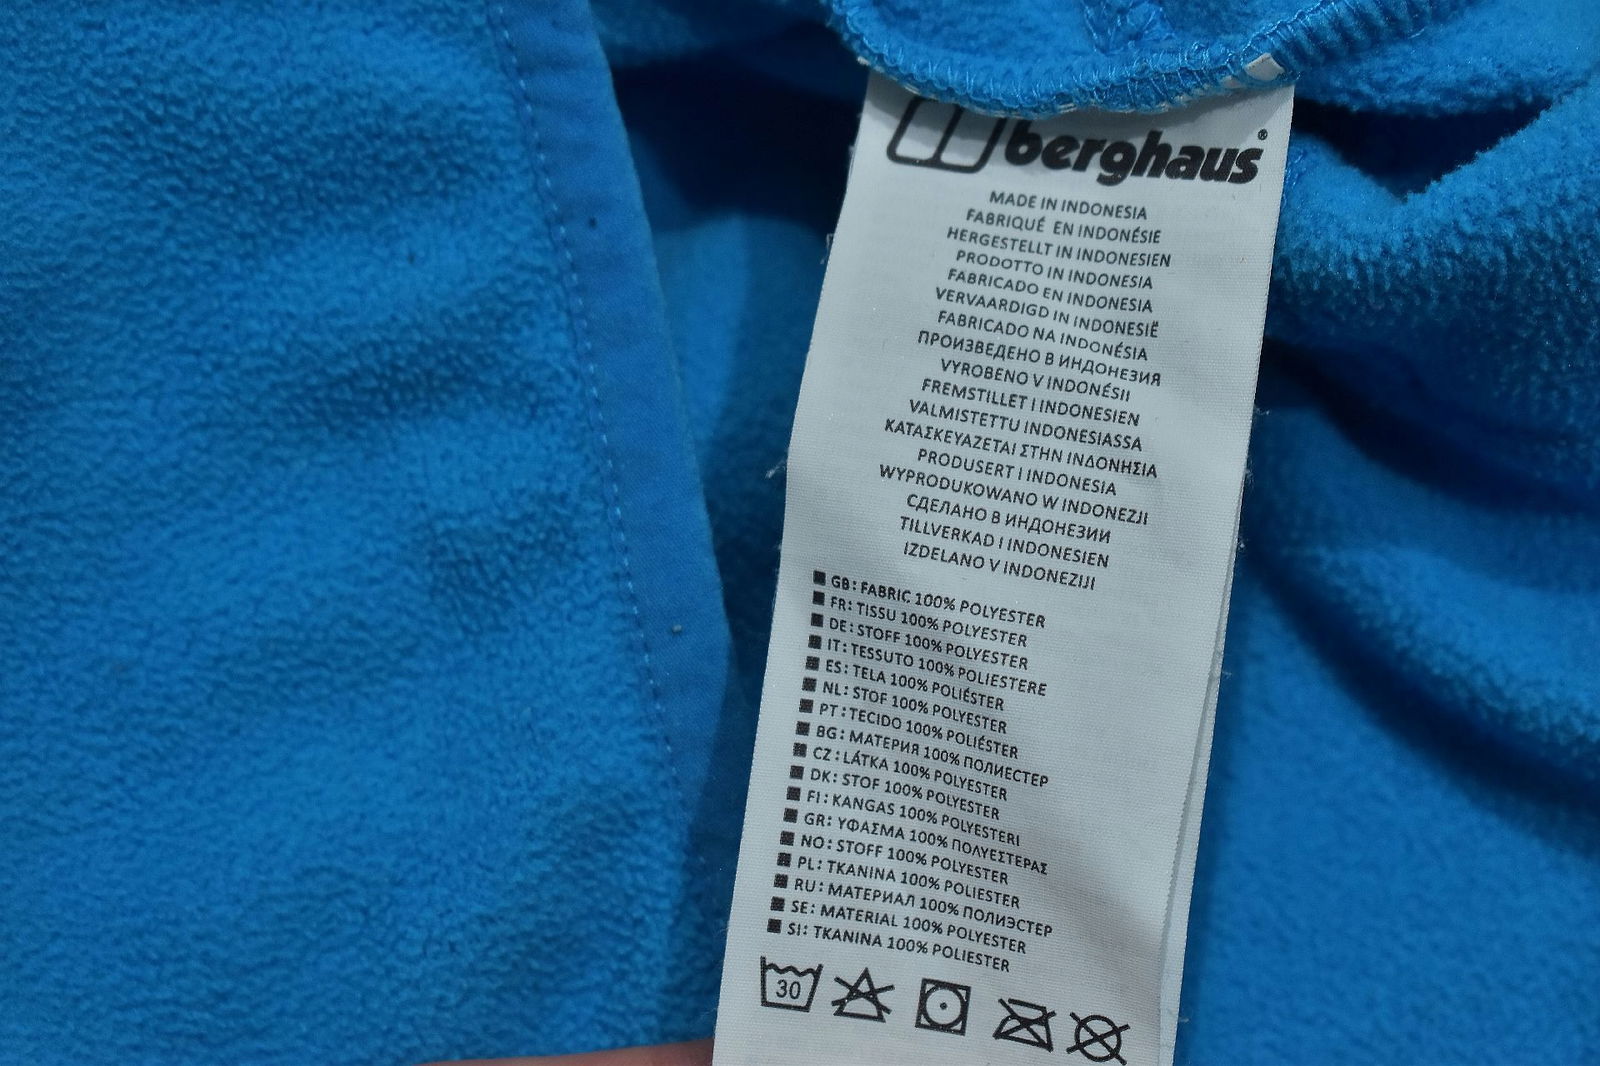 berghaus®
MADE IN INDONESIA
FABRIQUÉ EN INDONÉSIE
HERGESTELLT IN INDONESIEN
PRODOTTO IN INDONESIA
FABRICADO EN INDONESIA
VERVAARDIGD IN INDONESIË
FABRICADO NA INDONÉSIA
ПРОИЗВЕДЕНО В ИНДОНЕЗИЯ
VYROBENO V INDONÉSII
FREMSTILLET I INDONESIEN
VALMISTETTU INDONESIASSA
ΚΑΤΑΣΚΕΥΑΖΕΤΑΙ ΣΤΗΝ ΙΝΔΟΝΗΣΙΑ
PRODUSERT I INDONESIA
WYPRODUKOWANO W INDONEZJI
СДЕЛАНО В ИНДОНЕЗИИ
TILLVERKAD I INDONESIEN
IZDELANO V INDONEZIJI
GB: FABRIC 100% POLYESTER
FR: TISSU 100% POLYESTER
DE: STOFF 100% POLYESTER
IT: TESSUTO 100% POLIESTERE
ES: TELA 100% POLIÉSTER
NL: STOF 100% POLYESTER
PT: TECIDO 100% POLIÉSTER
BG: МАТЕРИЯ 100% ПОЛИЕСТЕР
CZ: LÁTKA 100% POLYESTER
DK: STOF 100% POLYESTER
FI: KANGAS 100% POLYESTERI
GR: ΥΦΑΣΜΑ 100% ΠΟΛΥΕΣΤΕΡΑΣ
NO: STOFF 100% POLYESTER
PL: TKANINA 100% POLIESTER
RU: МАТЕРИАЛ 100% ПОЛИЭСТЕР
SE: MATERIAL 100% POLYESTER
SI: TKANINA 100% POLIESTER
30